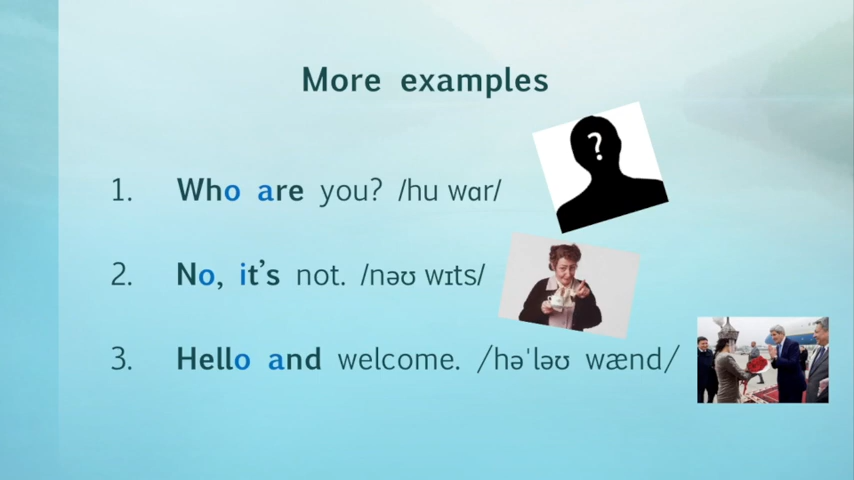 More examples
?
1. Who are you? /hu wɑr/
2. No, it’s not. /nəʊ wɪts/
3. Hello and welcome. /həˈləʊ wænd/